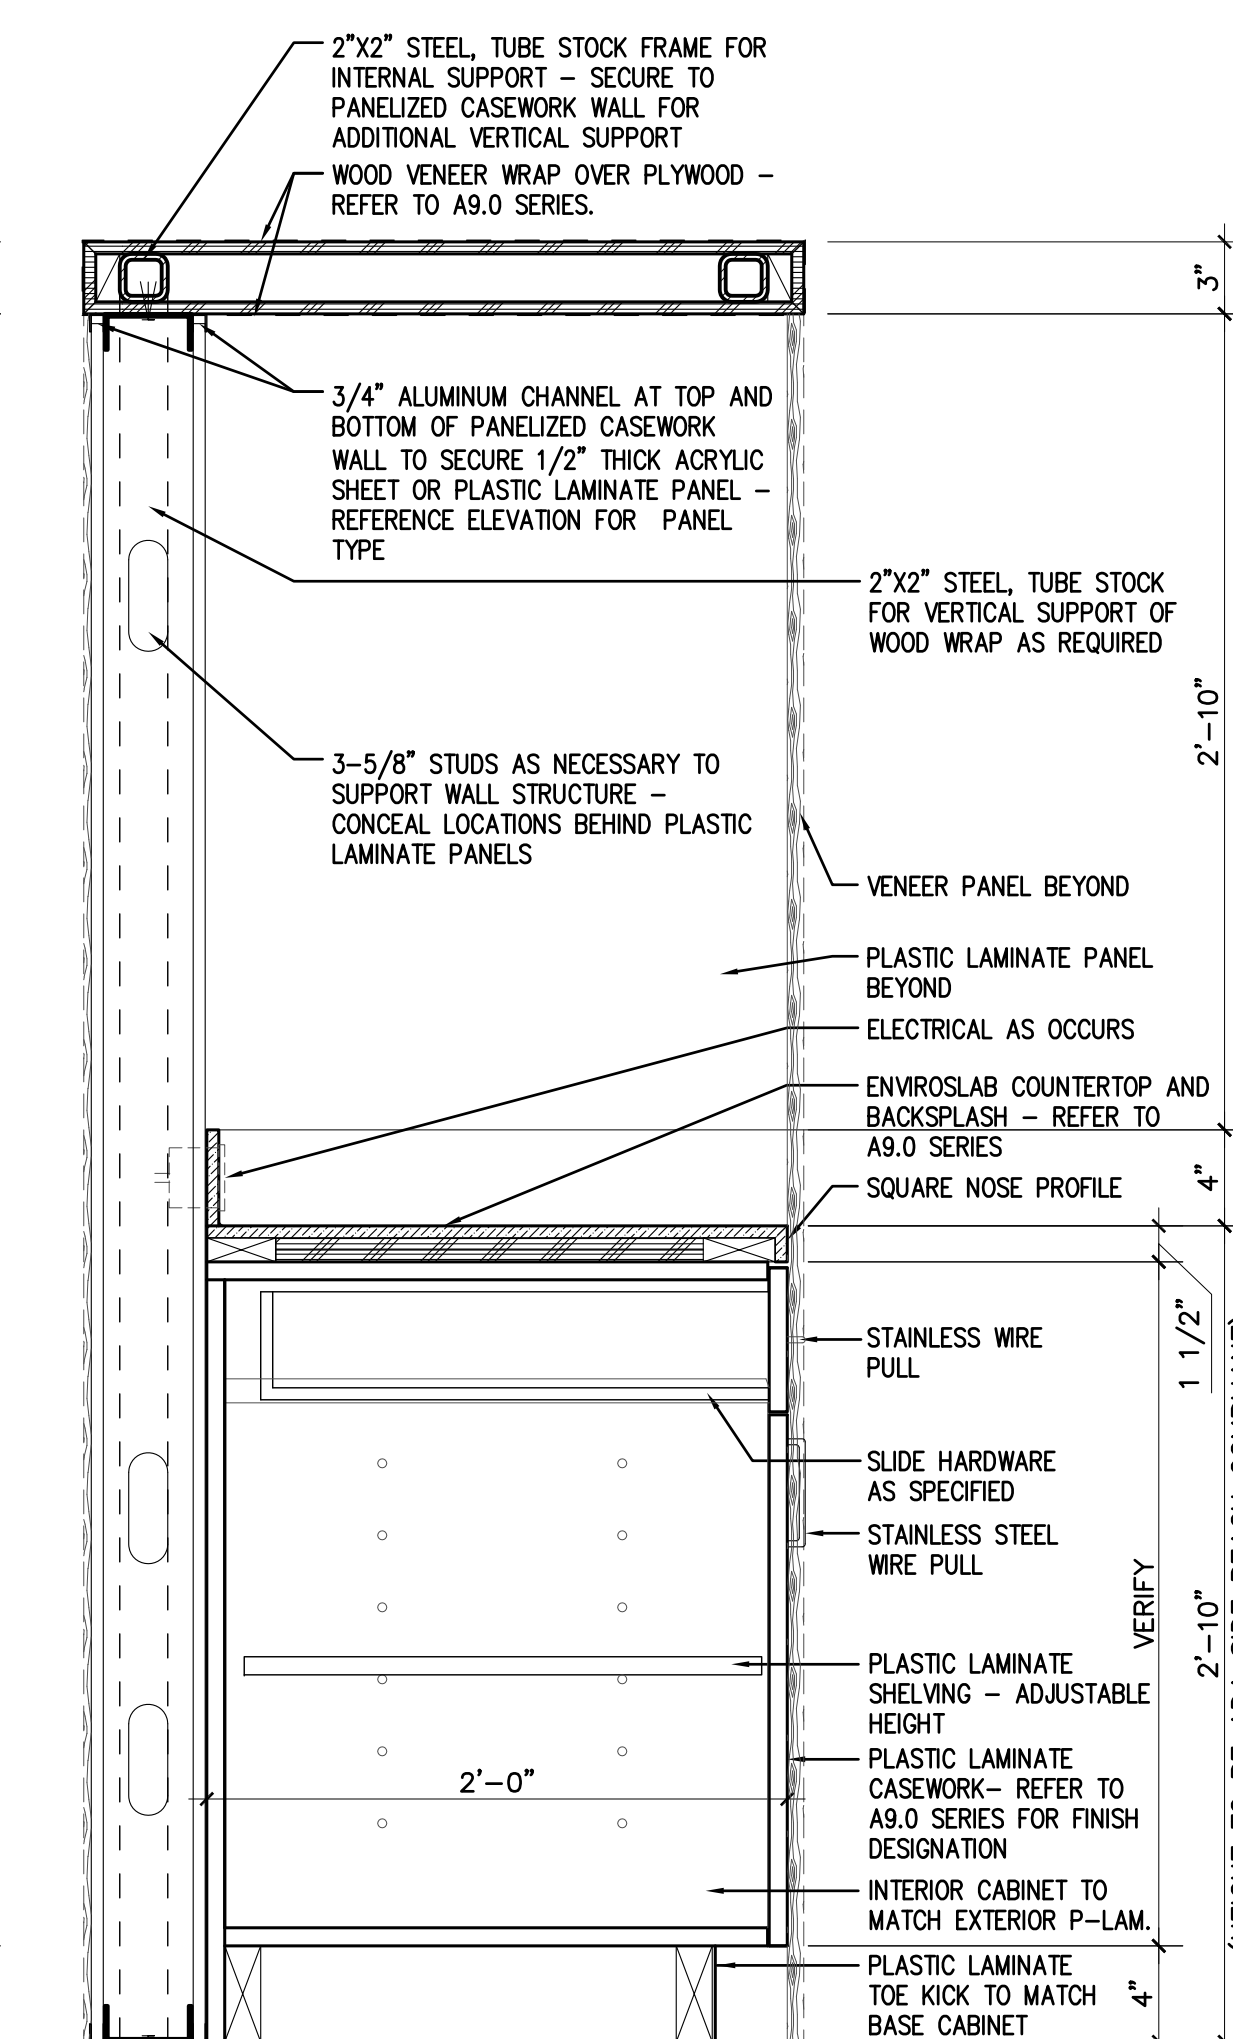 2"X2" STEEL, TUBE STOCK FRAME FOR
INTERNAL SUPPORT – SECURE TO
PANELIZED CASEWORK WALL FOR
ADDITIONAL VERTICAL SUPPORT
WOOD VENEER WRAP OVER PLYWOOD –
REFER TO A9.0 SERIES.
3"
3/4" ALUMINUM CHANNEL AT TOP AND
BOTTOM OF PANELIZED CASEWORK
WALL TO SECURE 1/2" THICK ACRYLIC
SHEET OR PLASTIC LAMINATE PANEL –
REFERENCE ELEVATION FOR PANEL
TYPE
2"X2" STEEL, TUBE STOCK
FOR VERTICAL SUPPORT OF
WOOD WRAP AS REQUIRED
2'–10"
3–5/8" STUDS AS NECESSARY TO
SUPPORT WALL STRUCTURE –
CONCEAL LOCATIONS BEHIND PLASTIC
LAMINATE PANELS
VENEER PANEL BEYOND
PLASTIC LAMINATE PANEL
BEYOND
ELECTRICAL AS OCCURS
ENVIROSLAB COUNTERTOP AND
BACKSPLASH – REFER TO
A9.0 SERIES
4"
SQUARE NOSE PROFILE
1 1/2"
STAINLESS WIRE
PULL
SLIDE HARDWARE
AS SPECIFIED
STAINLESS STEEL
WIRE PULL
VERIFY
2'–10"
PLASTIC LAMINATE
SHELVING – ADJUSTABLE
HEIGHT
PLASTIC LAMINATE
CASEWORK– REFER TO
A9.0 SERIES FOR FINISH
DESIGNATION
2'–0"
INTERIOR CABINET TO
MATCH EXTERIOR P–LAM.
PLASTIC LAMINATE
TOE KICK TO MATCH
BASE CABINET
4"